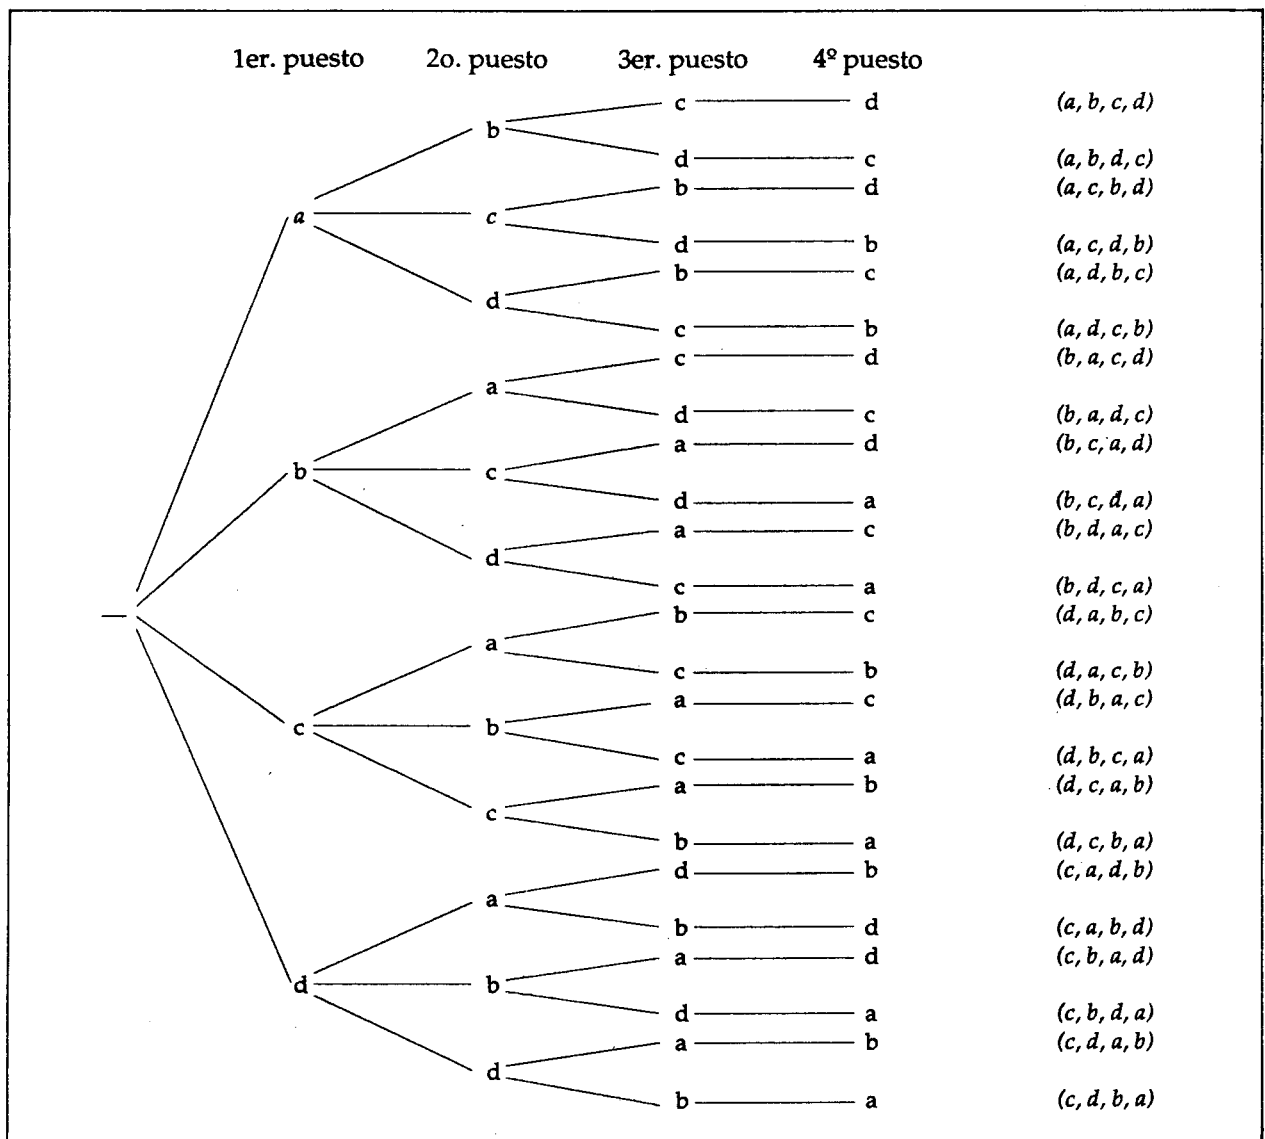 1er. puesto 2o. puesto 3er. puesto 4º puesto
c d (a, b, c, d)
b
d c (a, b, d, c)
b d (a, c, b, d)
a c
d b (a, c, d, b)
b c (a, d, b, c)
d
c b (a, d, c, b)
c d (b, a, c, d)
a
d c (b, a, d, c)
a d (b, c, a, d)
b c
d a (b, c, d, a)
a c (b, d, a, c)
d
c a (b, d, c, a)
b c (d, a, b, c)
a
c b (d, a, c, b)
a c (d, b, a, c)
c b
c a (d, b, c, a)
a b (d, c, a, b)
c
b a (d, c, b, a)
d b (c, a, d, b)
a
b d (c, a, b, d)
a d (c, b, a, d)
d b
d a (c, b, d, a)
a b (c, d, a, b)
d
b a (c, d, b, a)